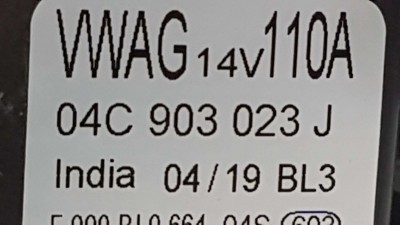 VWAG 14V 110A
04C 903 023 J
India 04/19 BL3